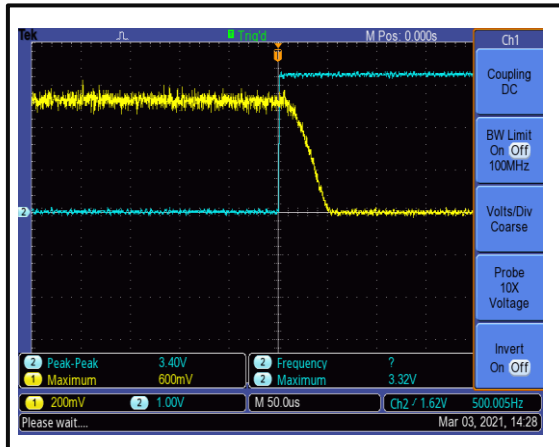 Tek Trig'd M Pos: 0.000s Ch1
Coupling
DC
BW Limit
On Off
100MHz
Volts/Div
Coarse
Probe
10X
Voltage
Invert
On Off
2
2 Peak-Peak 3.40V 2 Frequency ?
1 Maximum 600mV 2 Maximum 3.32V
1 200mV 2 1.00V M 50.0us Ch2 / 1.62V 500.005Hz
Please wait.... Mar 03, 2021, 14:28